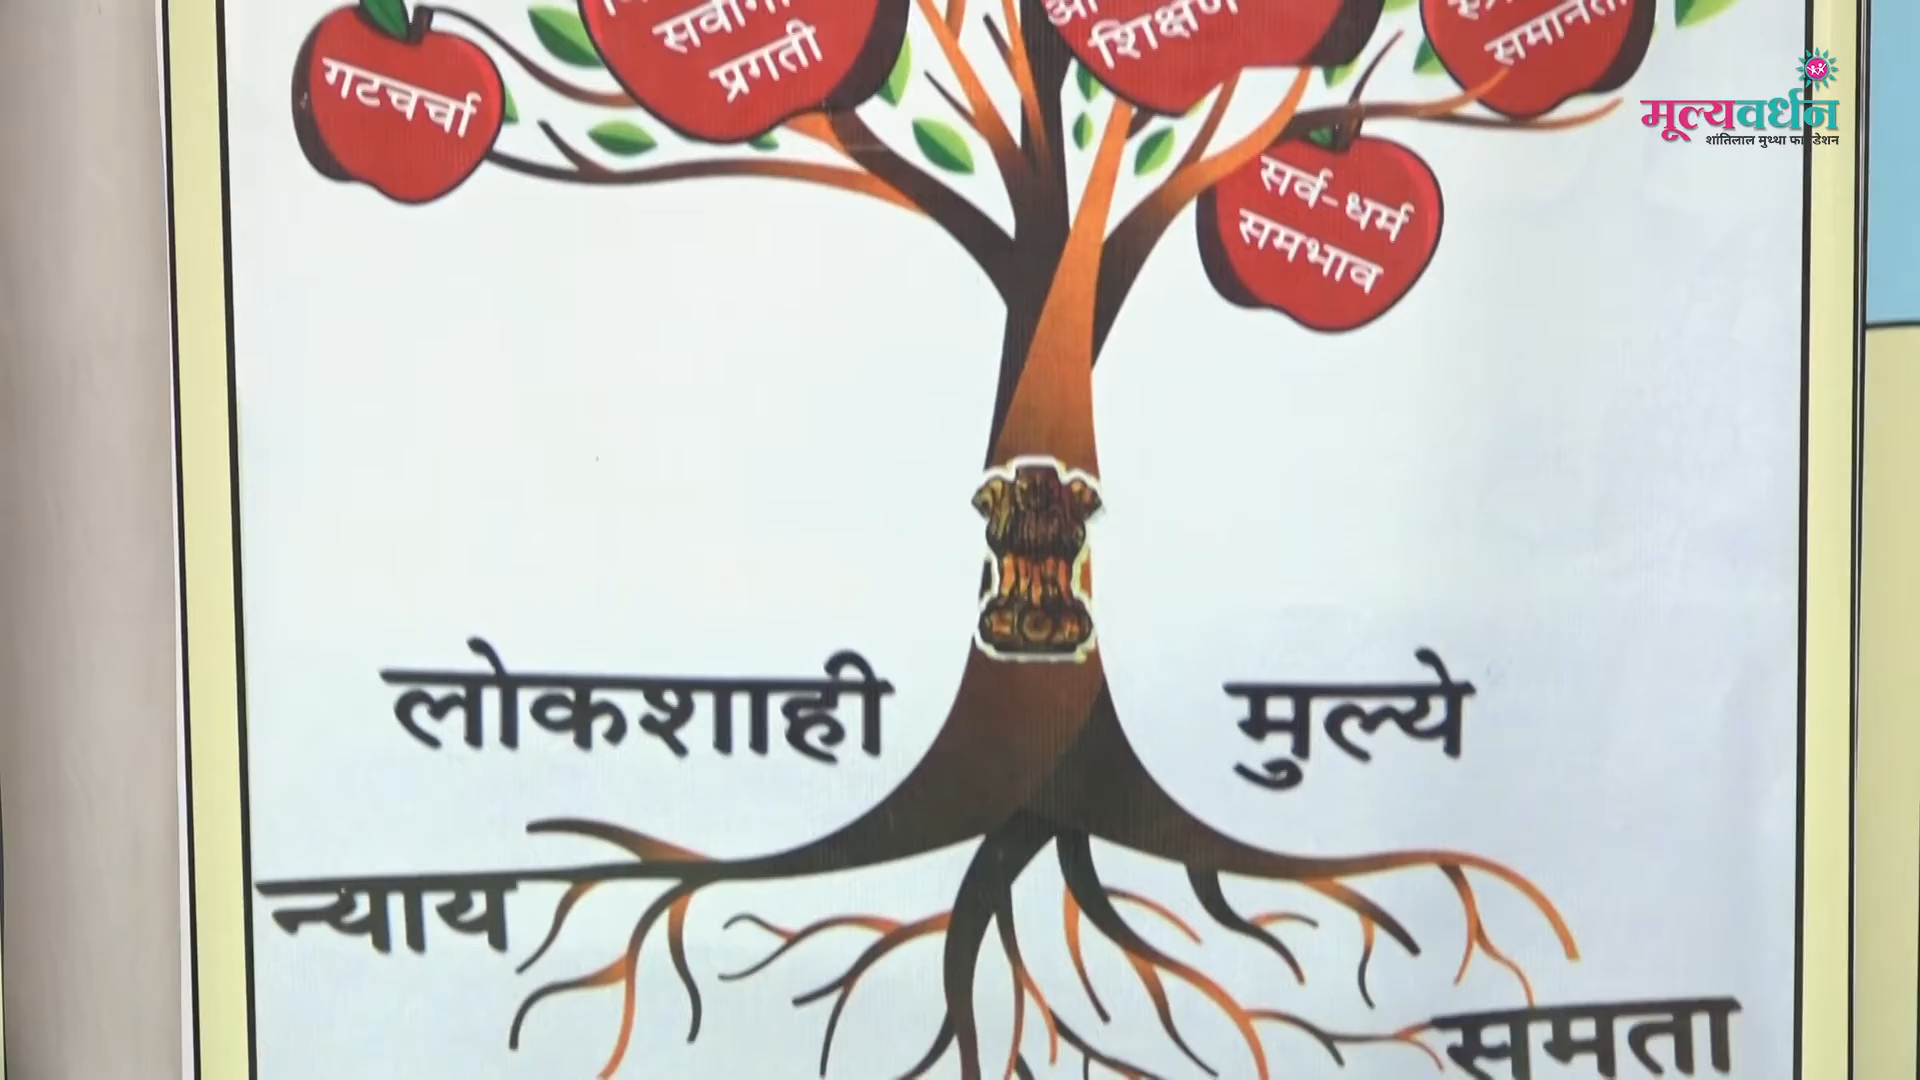 सर्वांगी
प्रगती
शिक्षण
समानता
गटचर्चा
मूल्यवर्धन
शांतिलाल मुथ्था फाउंडेशन
सर्व-धर्म
समभाव
लोकशाही मुल्ये
न्याय
समता